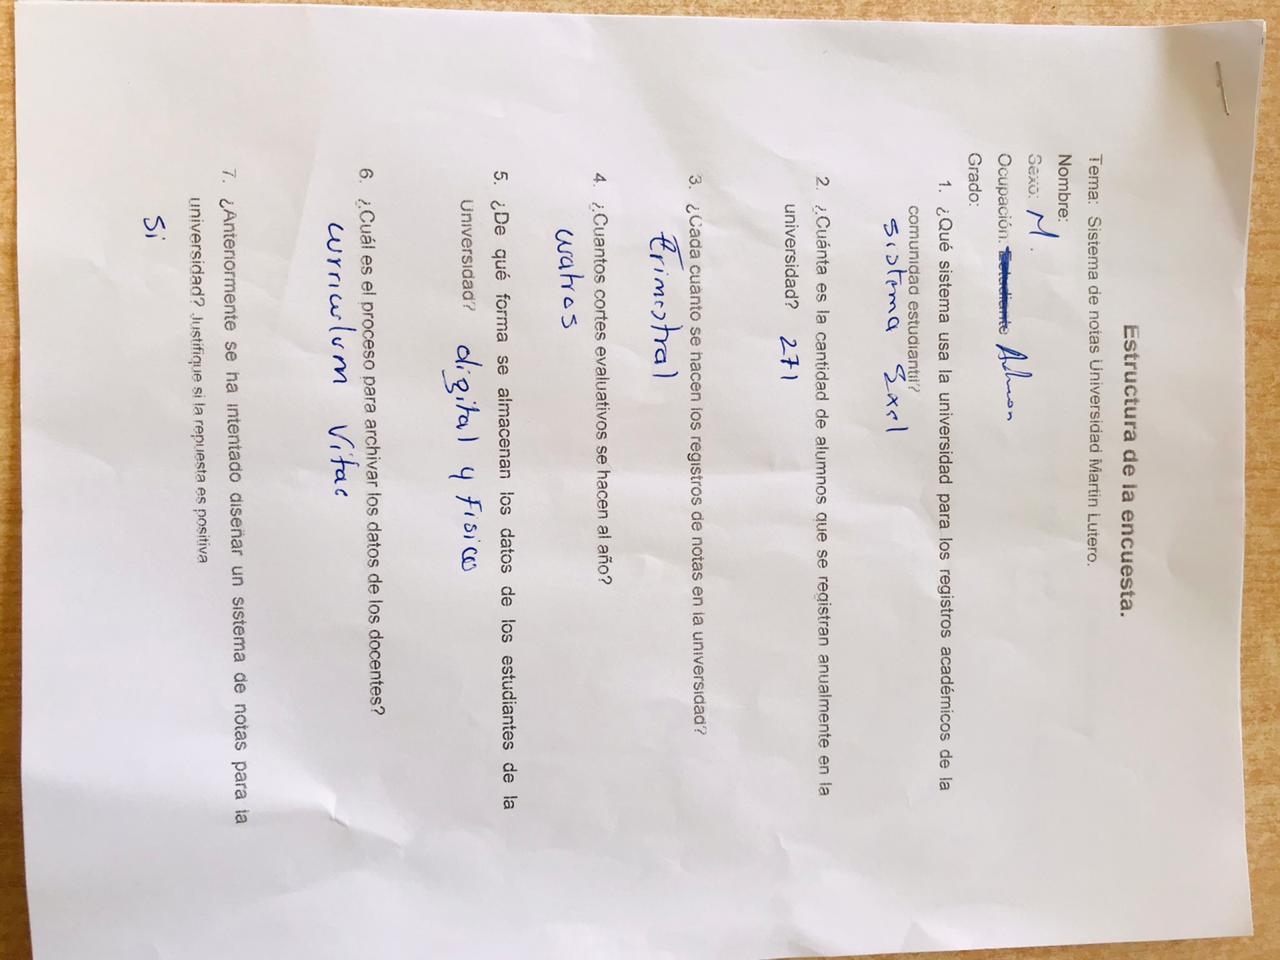 Estructura de la encuesta.
Tema: Sistema de notas Universidad Martin Lutero.
Nombre:
Sexo: M.
Ocupación: Estudiante Admon
Grado:
1. ¿Qué sistema usa la universidad para los registros académicos de la
comunidad estudiantil?
sistema Exel
2. ¿Cuánta es la cantidad de alumnos que se registran anualmente en la
universidad? 271
3. ¿Cada cuanto se hacen los registros de notas en la universidad?
trimestral
4. ¿Cuantos cortes evaluativos se hacen al año?
cuatros
5. ¿De qué forma se almacenan los datos de los estudiantes de la
Universidad? digital y Fisico
6. ¿Cuál es el proceso para archivar los datos de los docentes?
curriculum Vitae
7. ¿Anteriormente se ha intentado diseñar un sistema de notas para la
universidad? Justifique si la repuesta es positiva
Si